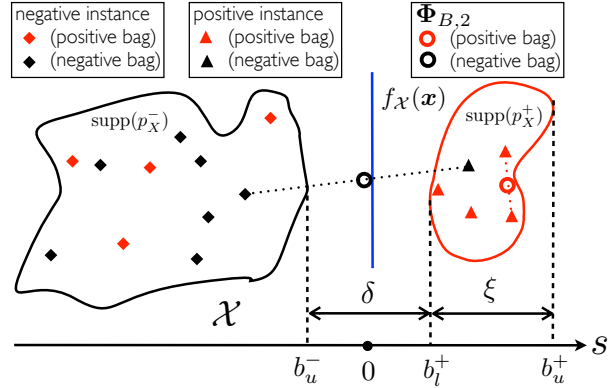 negative instance
(positive bag)
(negative bag)
positive instance
(positive bag)
(negative bag)
Φ_{B,2}
(positive bag)
(negative bag)
supp(p_X^-)
f_𝒳(x)
supp(p_X^+)
𝒳
δ
ξ
s
b_u^-
0
b_l^+
b_u^+